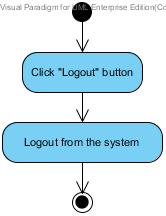 Visual Paradigm for UML Enterprise Edition(Co
Click "Logout" button
Logout from the system